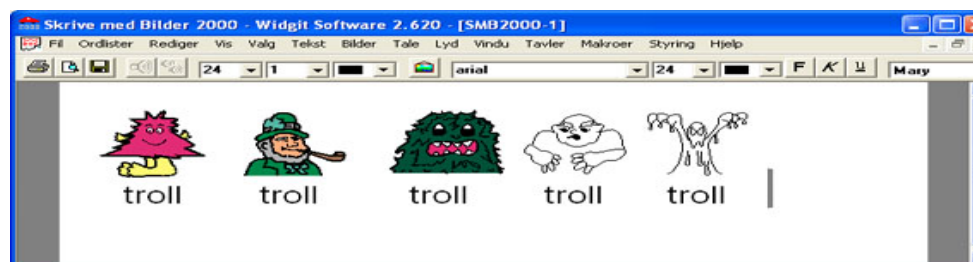 Skrive med Bilder 2000 - Widgit Software 2.620 - [SMB2000-1]
Fil Ordlister Rediger Vis Valg Tekst Bilder Tale Lyd Vindu Tavler Makroer Styring Hjelp
24 1 arial 24 F K U Mary
troll troll troll troll troll